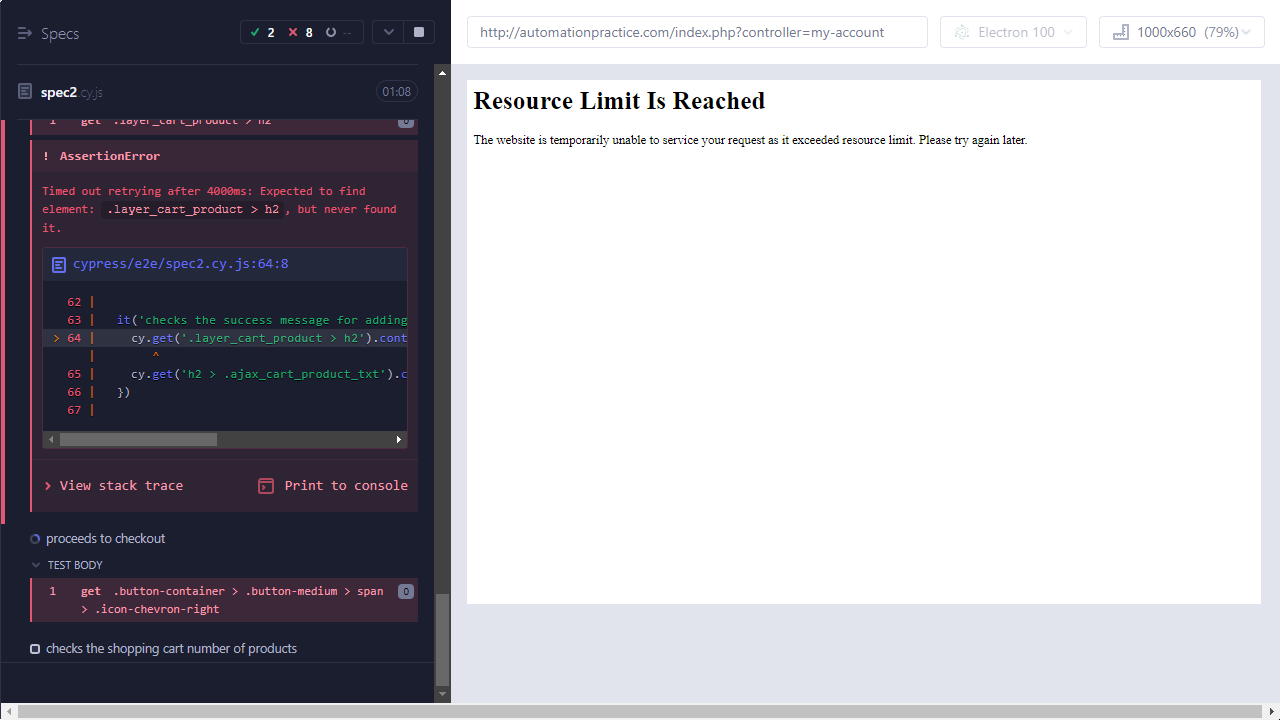 Specs
2 8 --
spec2 cy.js 01:08
1 get .layer_cart_product > h2 0
! AssertionError
Timed out retrying after 4000ms: Expected to find
element: .layer_cart_product > h2, but never found
it.
cypress/e2e/spec2.cy.js:64:8
62 |
63 | it('checks the success message for adding
> 64 | cy.get('.layer_cart_product > h2').cont
| ^
65 | cy.get('h2 > .ajax_cart_product_txt').c
66 | })
67 |
View stack trace Print to console
proceeds to checkout
TEST BODY
1 get .button-container > .button-medium > span 0
> .icon-chevron-right
checks the shopping cart number of products
http://automationpractice.com/index.php?controller=my-account
Electron 100
1000x660 (79%)
Resource Limit Is Reached
The website is temporarily unable to service your request as it exceeded resource limit. Please try again later.